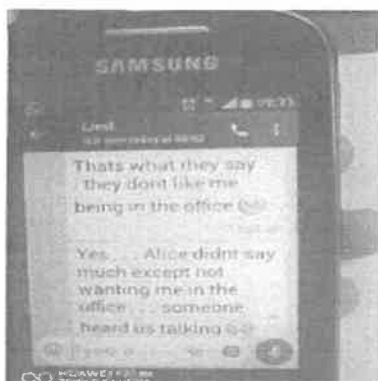 SAMSUNG
Thats what they say
they dont like me
being in the office
Yes . . . Alice didnt say
much except not
wanting me in the
office . . . someone
heard us talking
HUAWEI